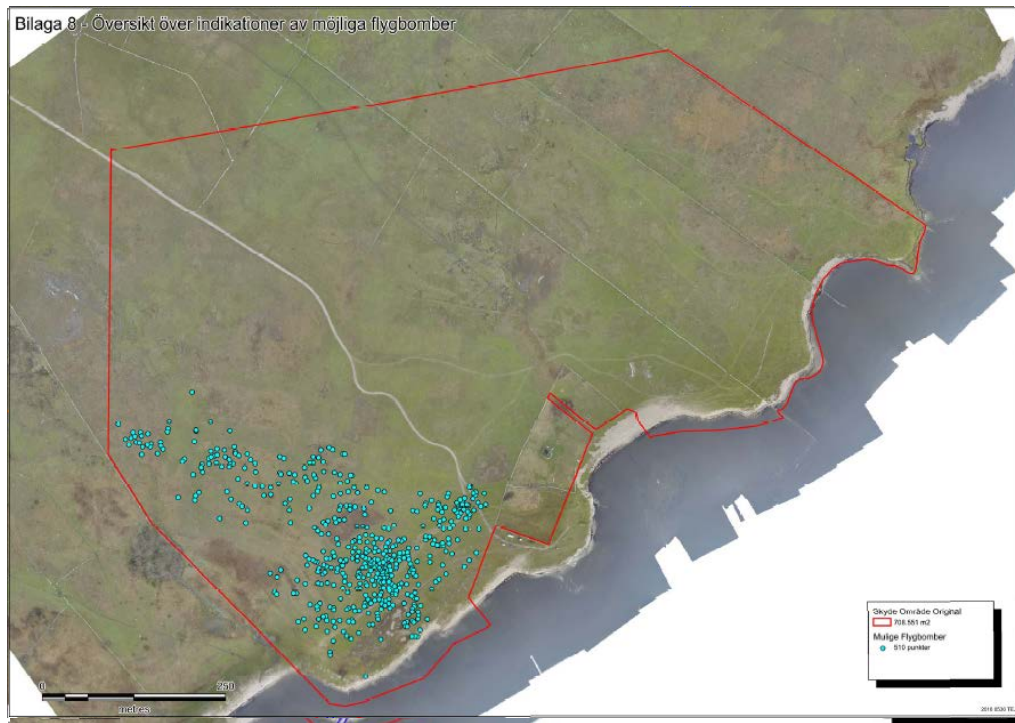 Bilaga 8 - Översikt över indikationer av möjliga flygbomber
0 250
metres
Skyde Område Original
708.551 m2
Mulige Flygbomber
510 punkter